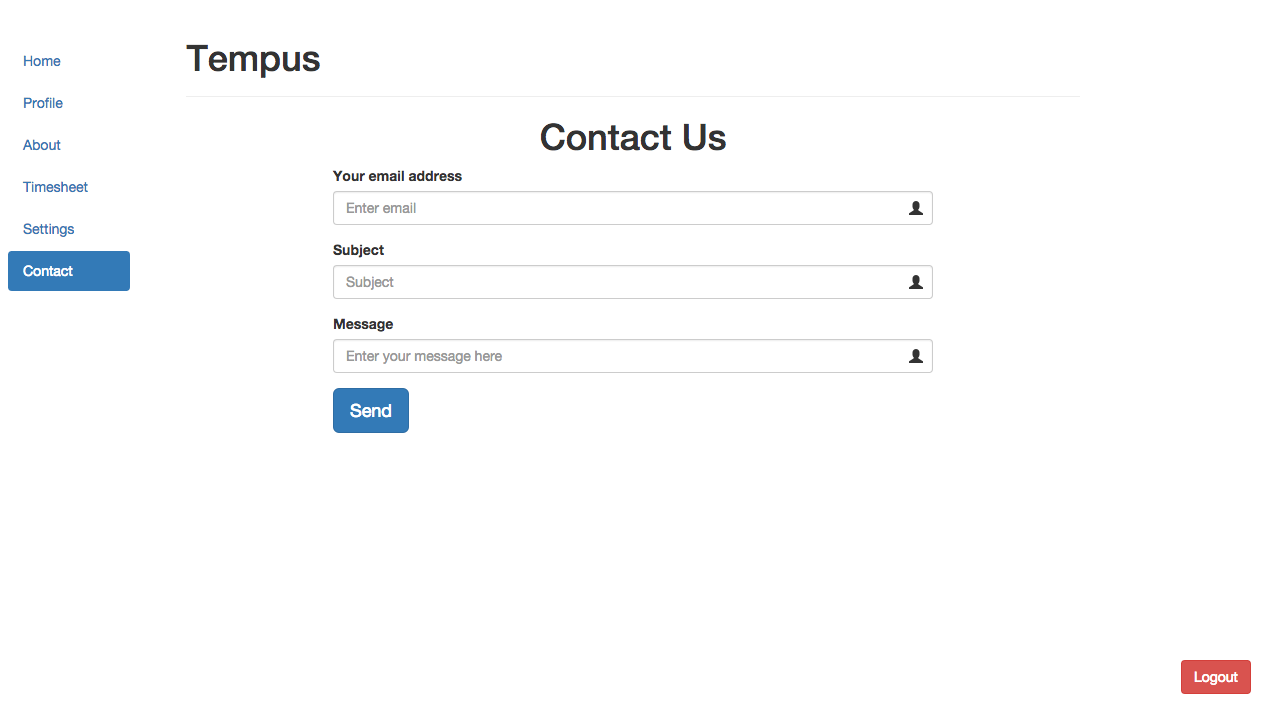 Home
Profile
About
Timesheet
Settings
Contact
Tempus
Contact Us
Your email address
Enter email
Subject
Subject
Message
Enter your message here
Send
Logout